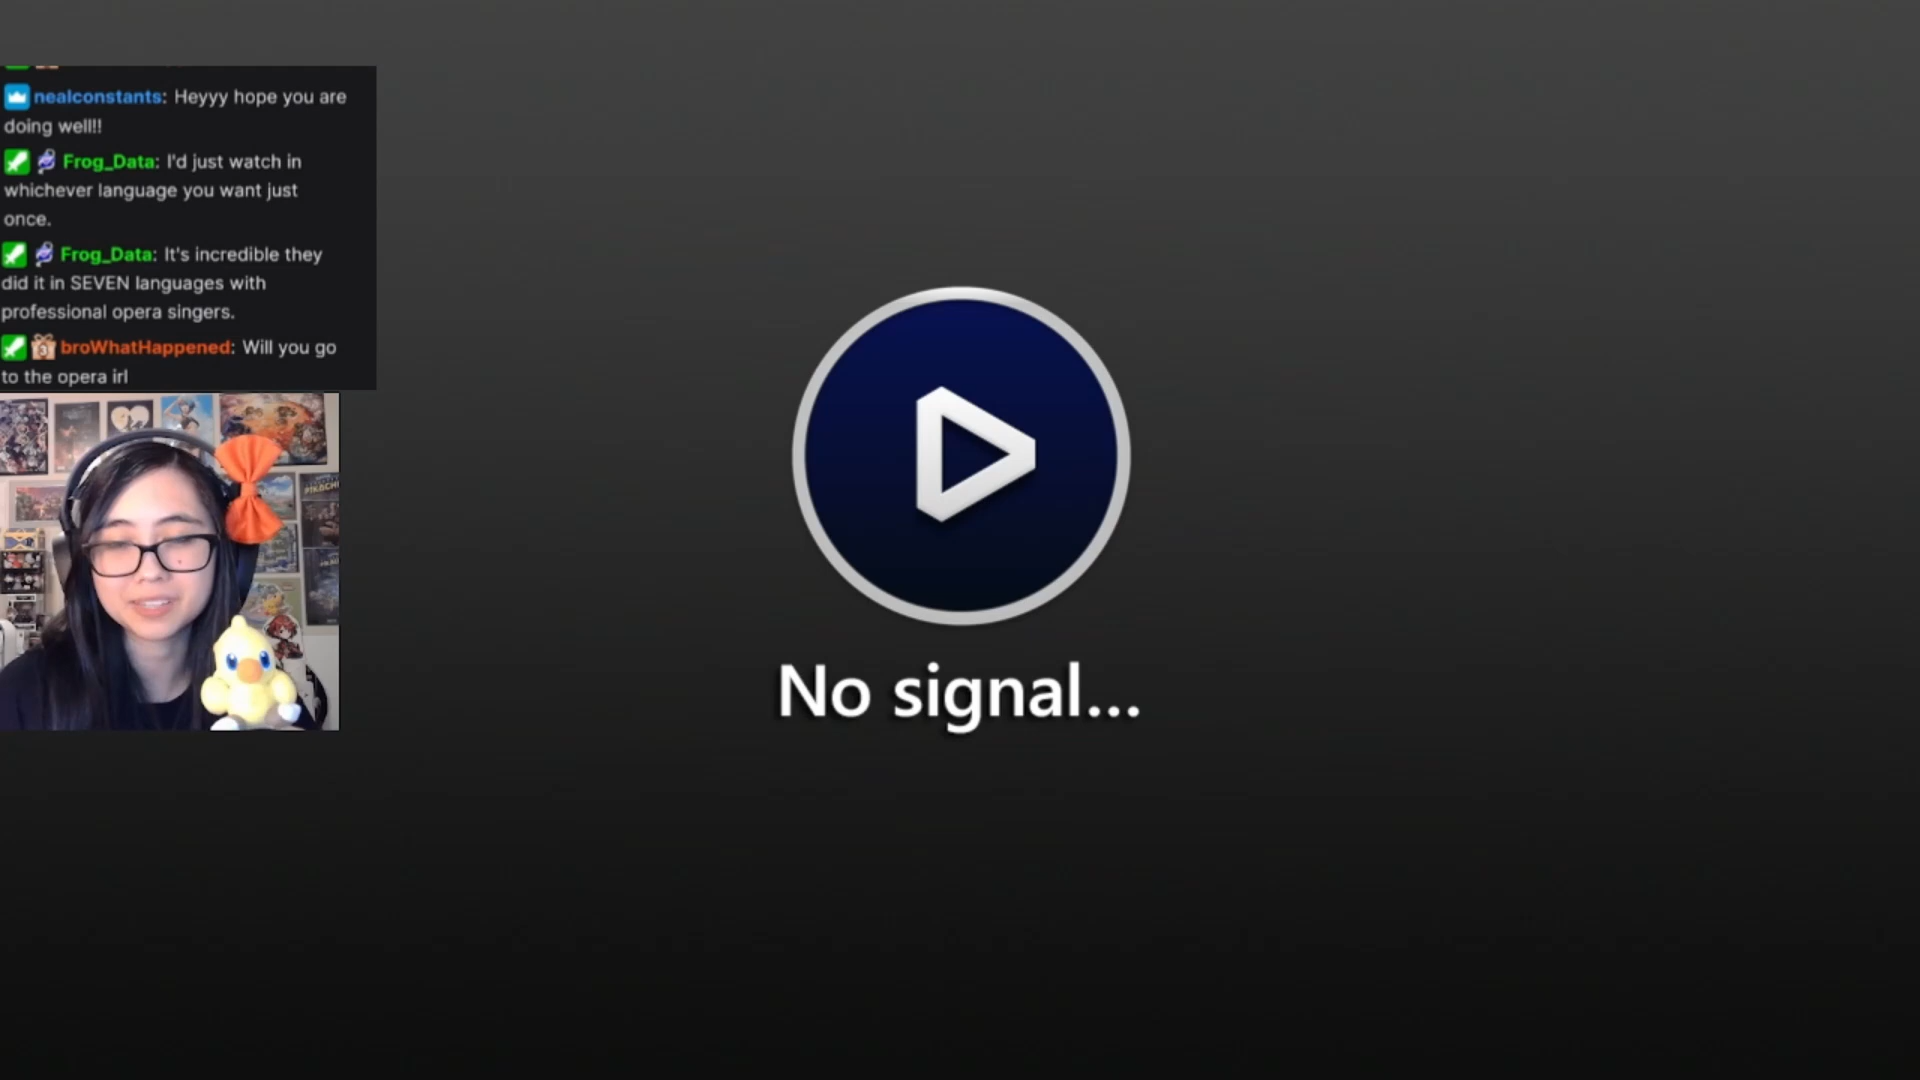 nealconstants: Heyyy hope you are
doing well!!
Frog_Data: I'd just watch in
whichever language you want just
once.
Frog_Data: It's incredible they
did it in SEVEN languages with
professional opera singers.
broWhatHappened: Will you go
to the opera irl
No signal...